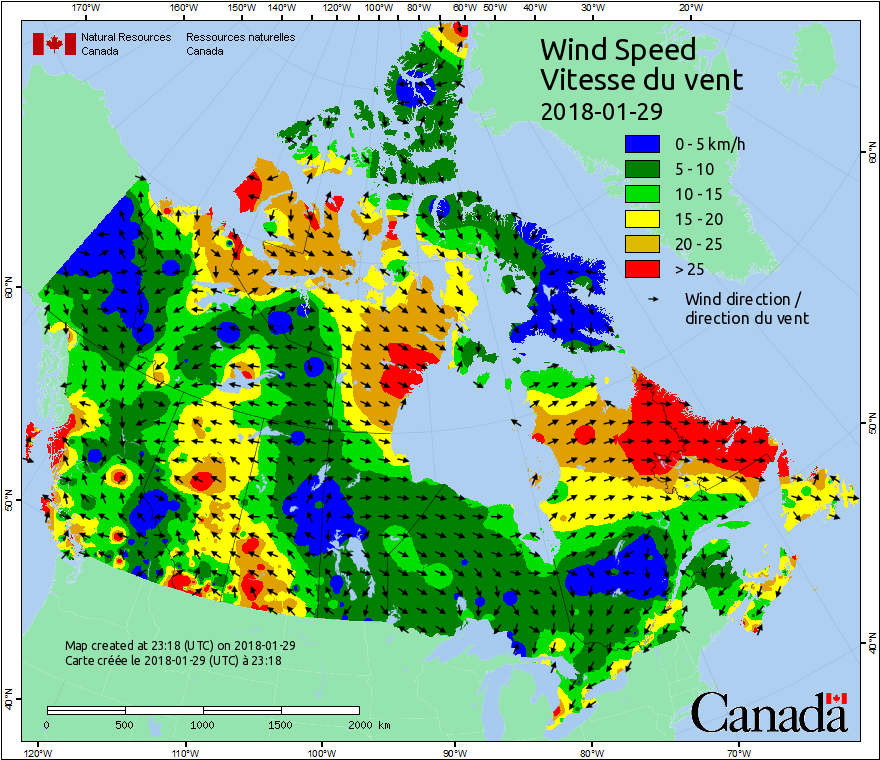 170°W 160°W 150°W 140°W 120°W 100°W 80°W 60°W 50°W 40°W 30°W 20°W
Natural Resources Canada
Ressources naturelles Canada
Wind Speed
Vitesse du vent
2018-01-29
0 - 5 km/h
5 - 10
10 - 15
15 - 20
20 - 25
> 25
Wind direction /
direction du vent
60°N
50°N
40°N
60°N
50°N
40°N
Map created at 23:18 (UTC) on 2018-01-29
Carte créée le 2018-01-29 (UTC) à 23:18
0 500 1000 1500 2000 km
Canada
120°W 110°W 100°W 90°W 80°W 70°W